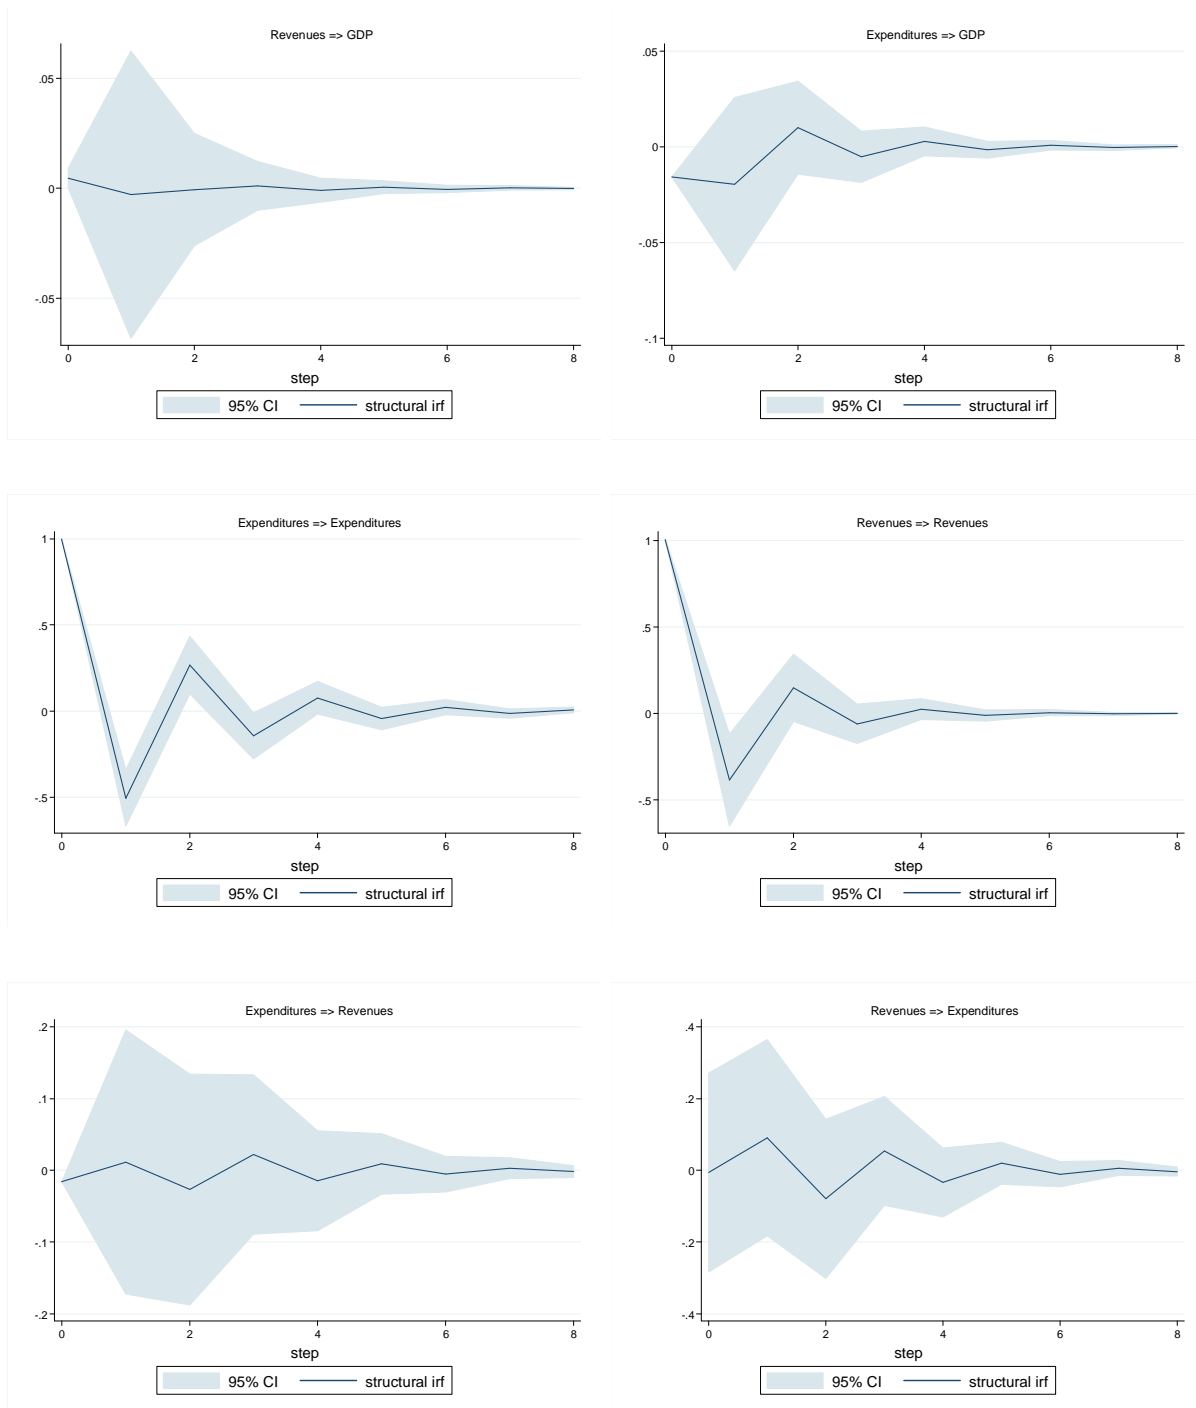 Revenues => GDP
.05
0
-.05
0 2 4 6 8
step
95% CI structural irf
Expenditures => GDP
.05
0
-.05
-.1
0 2 4 6 8
step
95% CI structural irf
Expenditures => Expenditures
1
.5
0
-.5
0 2 4 6 8
step
95% CI structural irf
Revenues => Revenues
1
.5
0
-.5
0 2 4 6 8
step
95% CI structural irf
Expenditures => Revenues
.2
.1
0
-.1
-.2
0 2 4 6 8
step
95% CI structural irf
Revenues => Expenditures
.4
.2
0
-.2
-.4
0 2 4 6 8
step
95% CI structural irf